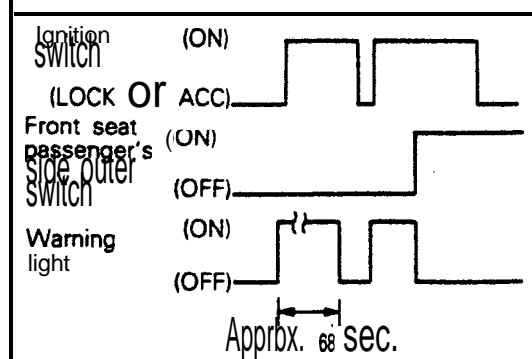 Ignition (ON)
switch
(LOCK or ACC)
Front seat
passenger's (ON)
side outer
switch (OFF)
Warning (ON)
light
(OFF)
Apprbx. 68 sec.